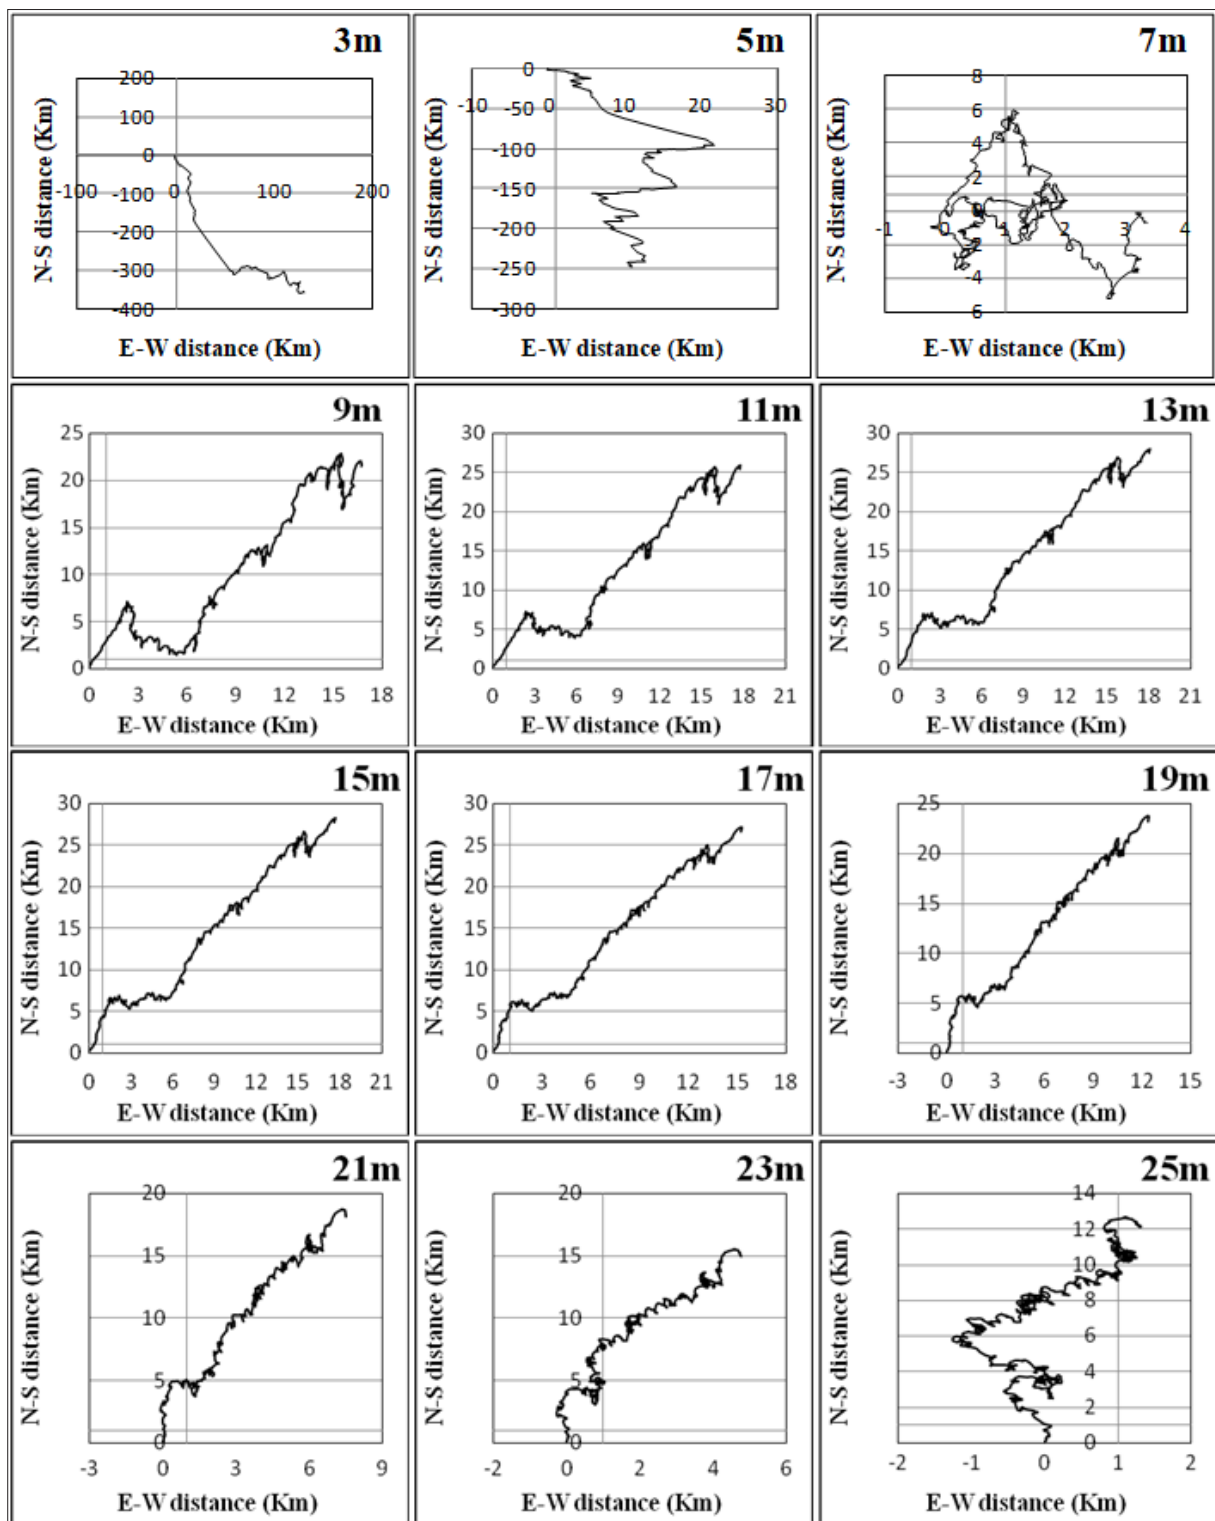 3m
200
100
0
-100 0 100 200
-100
-200
-300
-400
N-S distance (Km)
E-W distance (Km)
5m
0
-10 0 10 20 30
-50
-100
-150
-200
-250
-300
N-S distance (Km)
E-W distance (Km)
7m
8
6
4
2
0
-1 0 1 2 3 4
-2
-4
6
N-S distance (Km)
E-W distance (Km)
9m
25
20
15
10
5
0
0 3 6 9 12 15 18
N-S distance (Km)
E-W distance (Km)
11m
30
25
20
15
10
5
0
0 3 6 9 12 15 18 21
N-S distance (Km)
E-W distance (Km)
13m
30
25
20
15
10
5
0
0 3 6 9 12 15 18 21
N-S distance (Km)
E-W distance (Km)
15m
30
25
20
15
10
5
0
0 3 6 9 12 15 18 21
N-S distance (Km)
E-W distance (Km)
17m
30
25
20
15
10
5
0
0 3 6 9 12 15 18
N-S distance (Km)
E-W distance (Km)
19m
25
20
15
10
5
0
-3 0 3 6 9 12 15
N-S distance (Km)
E-W distance (Km)
21m
20
15
10
5
0
-3 0 3 6 9
N-S distance (Km)
E-W distance (Km)
23m
20
15
10
5
0
-2 0 2 4 6
N-S distance (Km)
E-W distance (Km)
25m
14
12
10
8
6
4
2
0
-2 -1 0 1 2
N-S distance (Km)
E-W distance (Km)